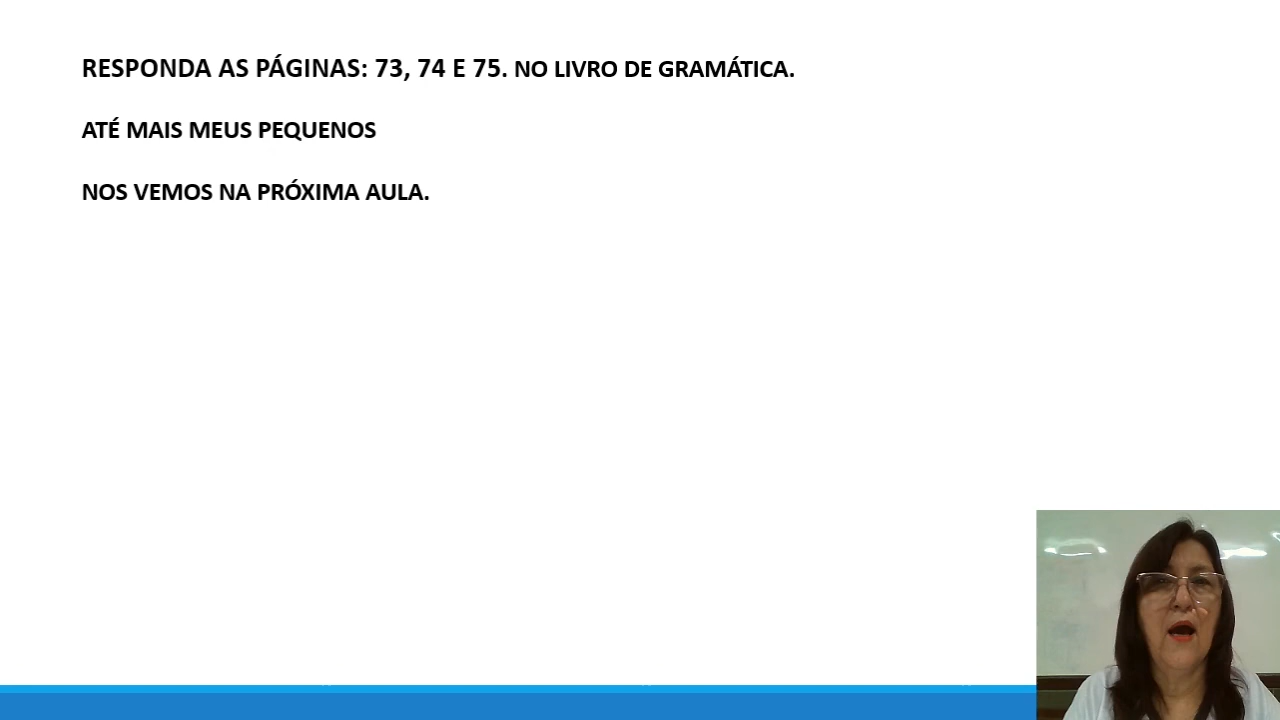 RESPONDA AS PÁGINAS: 73, 74 E 75. NO LIVRO DE GRAMÁTICA.
ATÉ MAIS MEUS PEQUENOS
NOS VEMOS NA PRÓXIMA AULA.